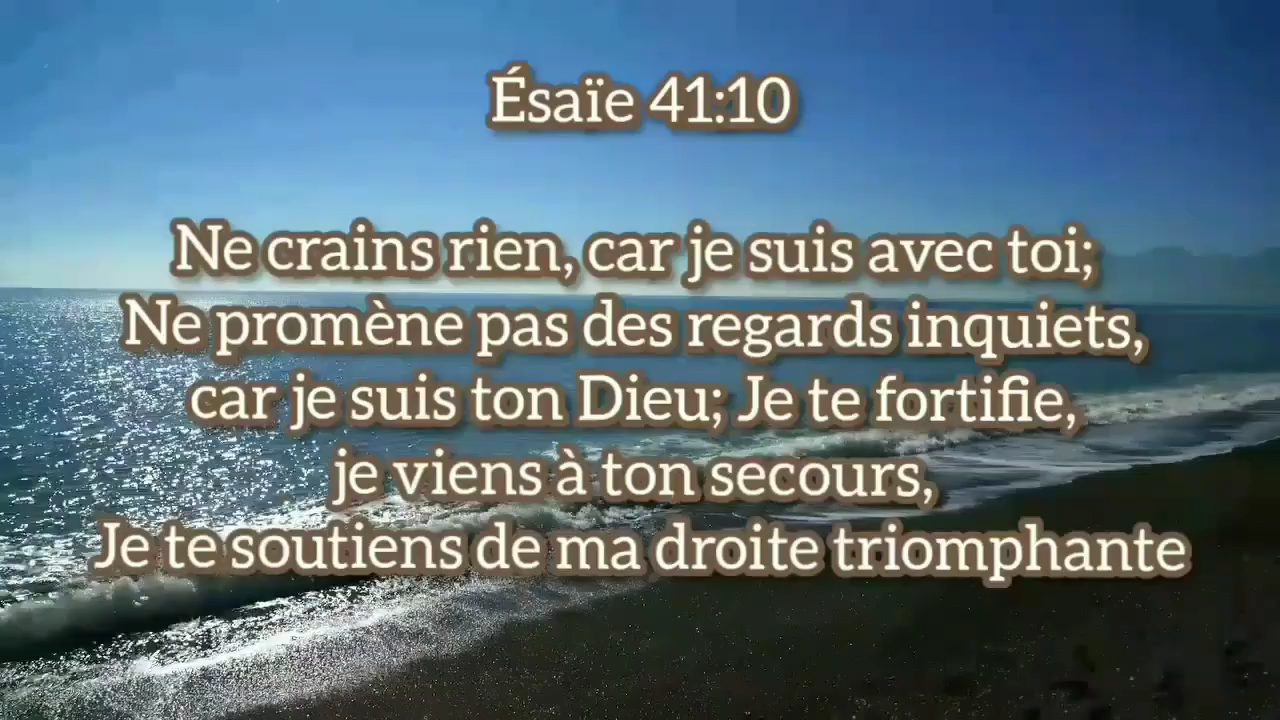 Ésaïe 41:10
Ne crains rien, car je suis avec toi;
Ne promène pas des regards inquiets,
car je suis ton Dieu; Je te fortifie,
je viens à ton secours,
Je te soutiens de ma droite triomphante